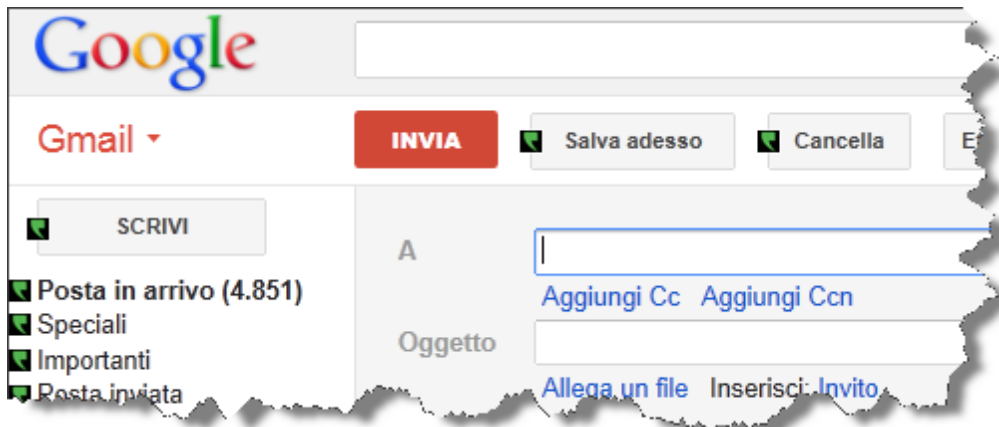 Google
Gmail
INVIA Salva adesso Cancella
SCRIVI
A
Posta in arrivo (4.851)
Aggiungi Cc Aggiungi Ccn
Speciali
Oggetto
Importanti
Posta inviata
Allega un file Inserisci: Invito